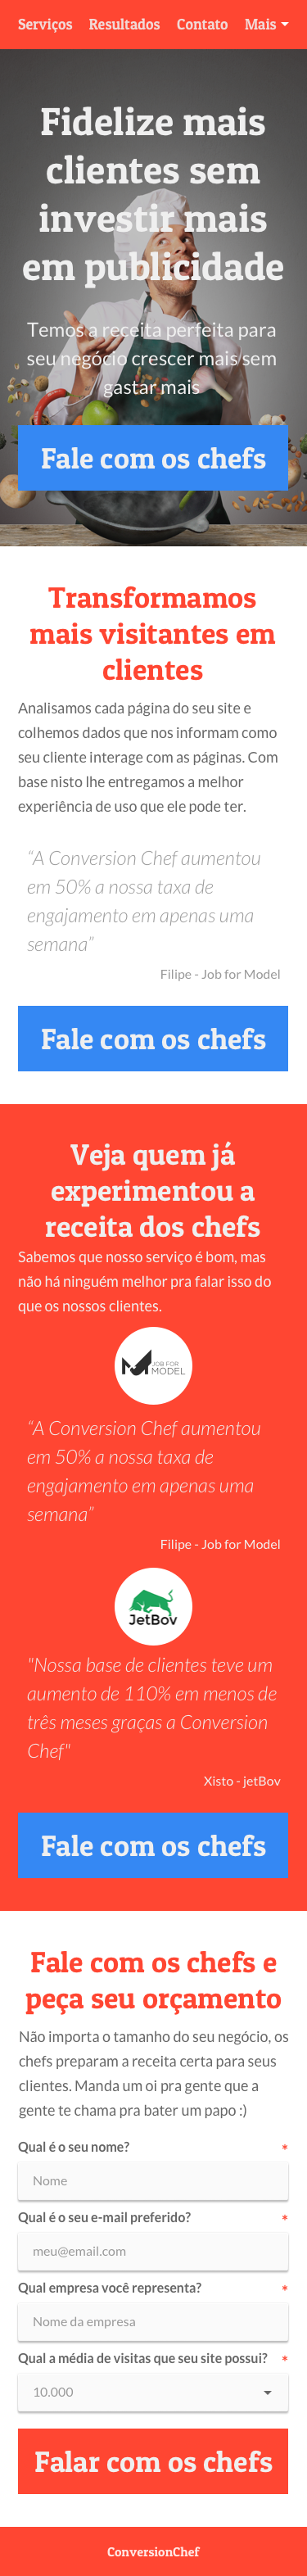 Serviços Resultados Contato Mais
Fidelize mais
clientes sem
investir mais
em publicidade
Temos a receita perfeita para
seu negócio crescer mais sem
gastar mais
Fale com os chefs
Transformamos
mais visitantes em
clientes
Analisamos cada página do seu site e
colhemos dados que nos informam como
seu cliente interage com as páginas. Com
base nisto lhe entregamos a melhor
experiência de uso que ele pode ter.
“A Conversion Chef aumentou
em 50% a nossa taxa de
engajamento em apenas uma
semana”
Filipe - Job for Model
Fale com os chefs
Veja quem já
experimentou a
receita dos chefs
Sabemos que nosso serviço é bom, mas
não há ninguém melhor pra falar isso do
que os nossos clientes.
JOB FOR
MODEL
“A Conversion Chef aumentou
em 50% a nossa taxa de
engajamento em apenas uma
semana”
Filipe - Job for Model
JetBov
"Nossa base de clientes teve um
aumento de 110% em menos de
três meses graças a Conversion
Chef"
Xisto - jetBov
Fale com os chefs
Fale com os chefs e
peça seu orçamento
Não importa o tamanho do seu negócio, os
chefs preparam a receita certa para seus
clientes. Manda um oi pra gente que a
gente te chama pra bater um papo :)
Qual é o seu nome? *
Nome
Qual é o seu e-mail preferido? *
meu@email.com
Qual empresa você representa? *
Nome da empresa
Qual a média de visitas que seu site possui? *
10.000
Falar com os chefs
ConversionChef